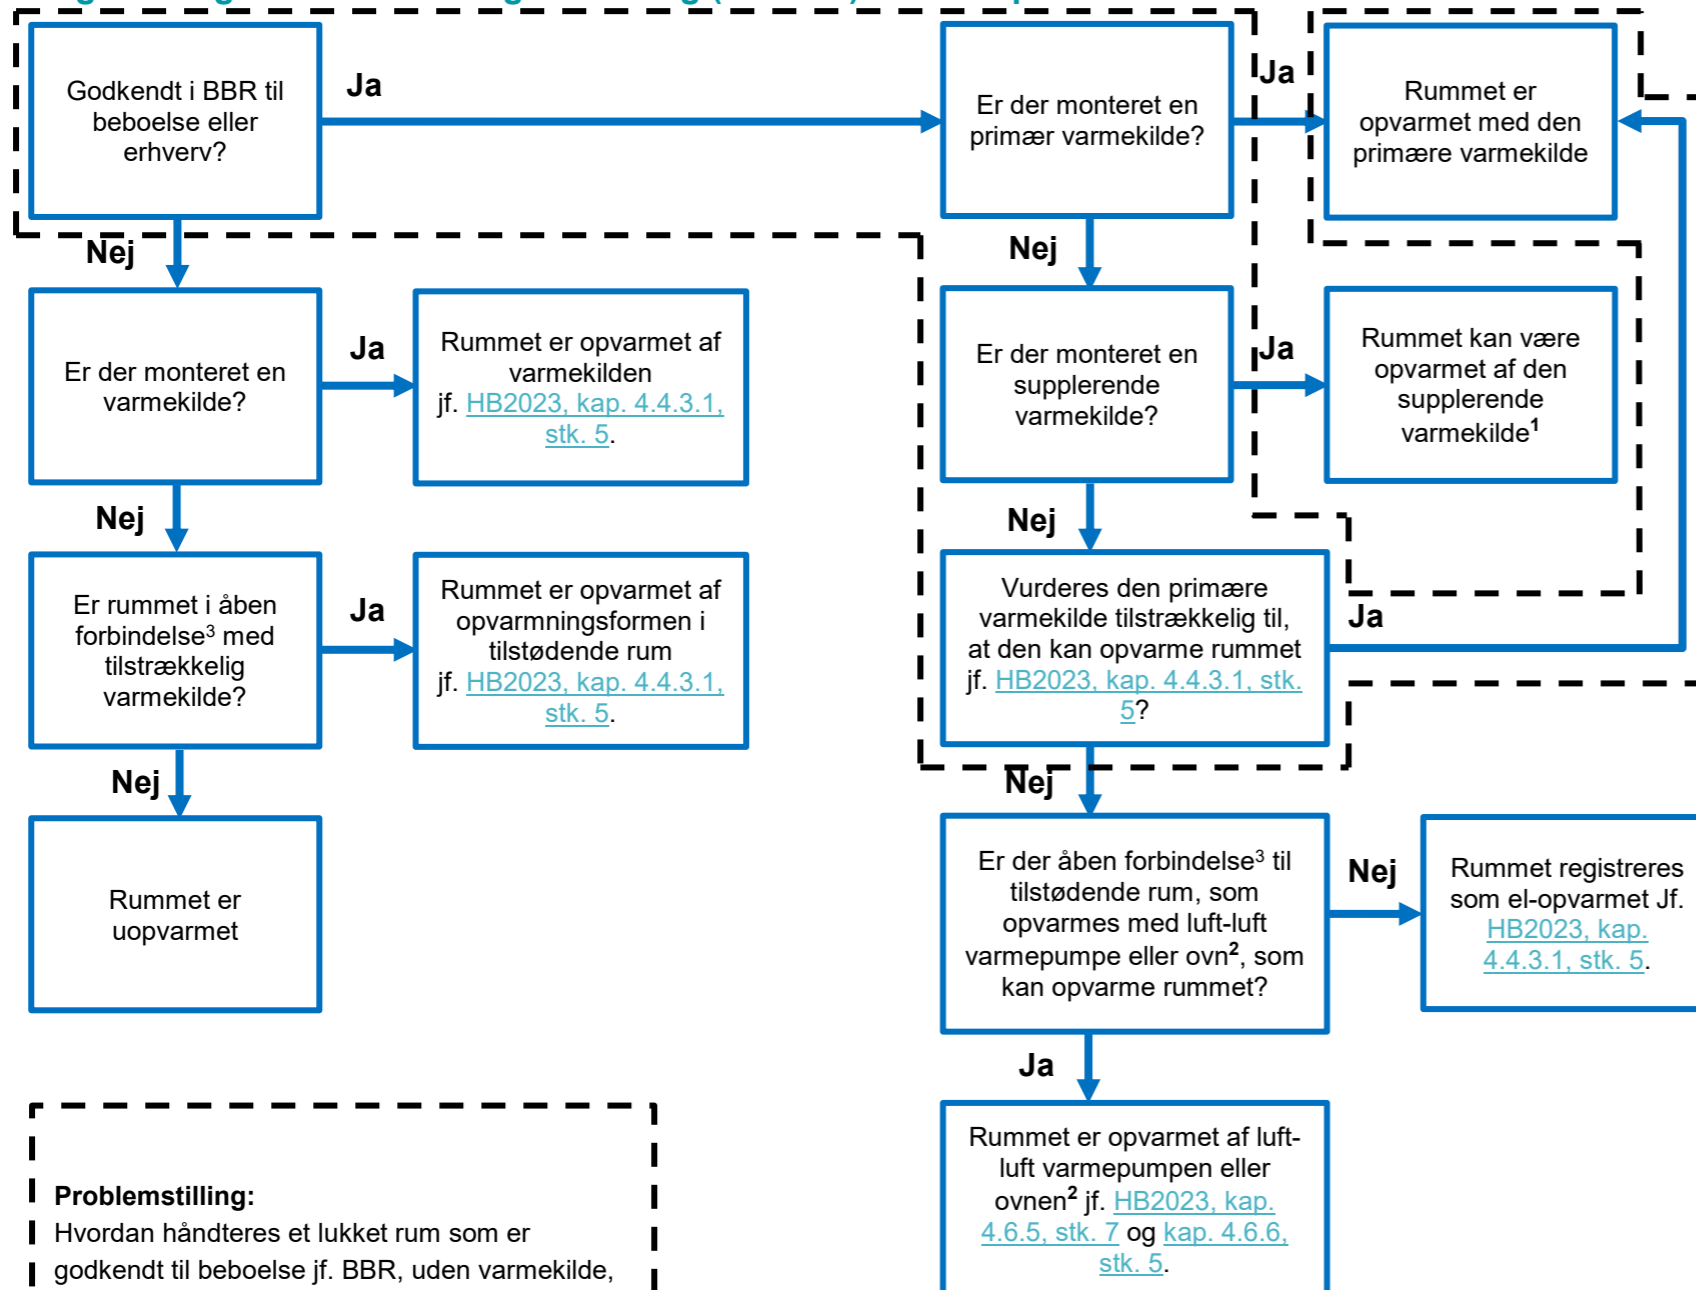 Godkendt i BBR til
beboelse eller
erhverv?
Ja
Er der monteret en
primær varmekilde?
Ja
Rummet er
opvarmet med den
primære varmekilde
Nej
Nej
Er der monteret en
varmekilde?
Ja
Rummet er opvarmet af
varmekilden
jf. HB2023, kap. 4.4.3.1,
stk. 5.
Er der monteret en
supplerende
varmekilde?
Ja
Rummet kan være
opvarmet af den
supplerende
varmekilde¹
Nej
Nej
Er rummet i åben
forbindelse³ med
tilstrækkelig
varmekilde?
Ja
Rummet er opvarmet af
opvarmningsformen i
tilstødende rum
jf. HB2023, kap. 4.4.3.1,
stk. 5.
Vurderes den primære
varmekilde tilstrækkelig til,
at den kan opvarme rummet
jf. HB2023, kap. 4.4.3.1, stk.
5?
Ja
Nej
Nej
Rummet er
uopvarmet
Er der åben forbindelse³ til
tilstødende rum, som
opvarmes med luft-luft
varmepumpe eller ovn², som
kan opvarme rummet?
Nej
Rummet registreres
som el-opvarmet Jf.
HB2023, kap.
4.4.3.1, stk. 5.
Ja
Rummet er opvarmet af luft-
luft varmepumpen eller
ovnen² jf. HB2023, kap.
4.6.5, stk. 7 og kap. 4.6.6,
stk. 5.
Problemstilling:
Hvordan håndteres et lukket rum som er
godkendt til beboelse jf. BBR, uden varmekilde,